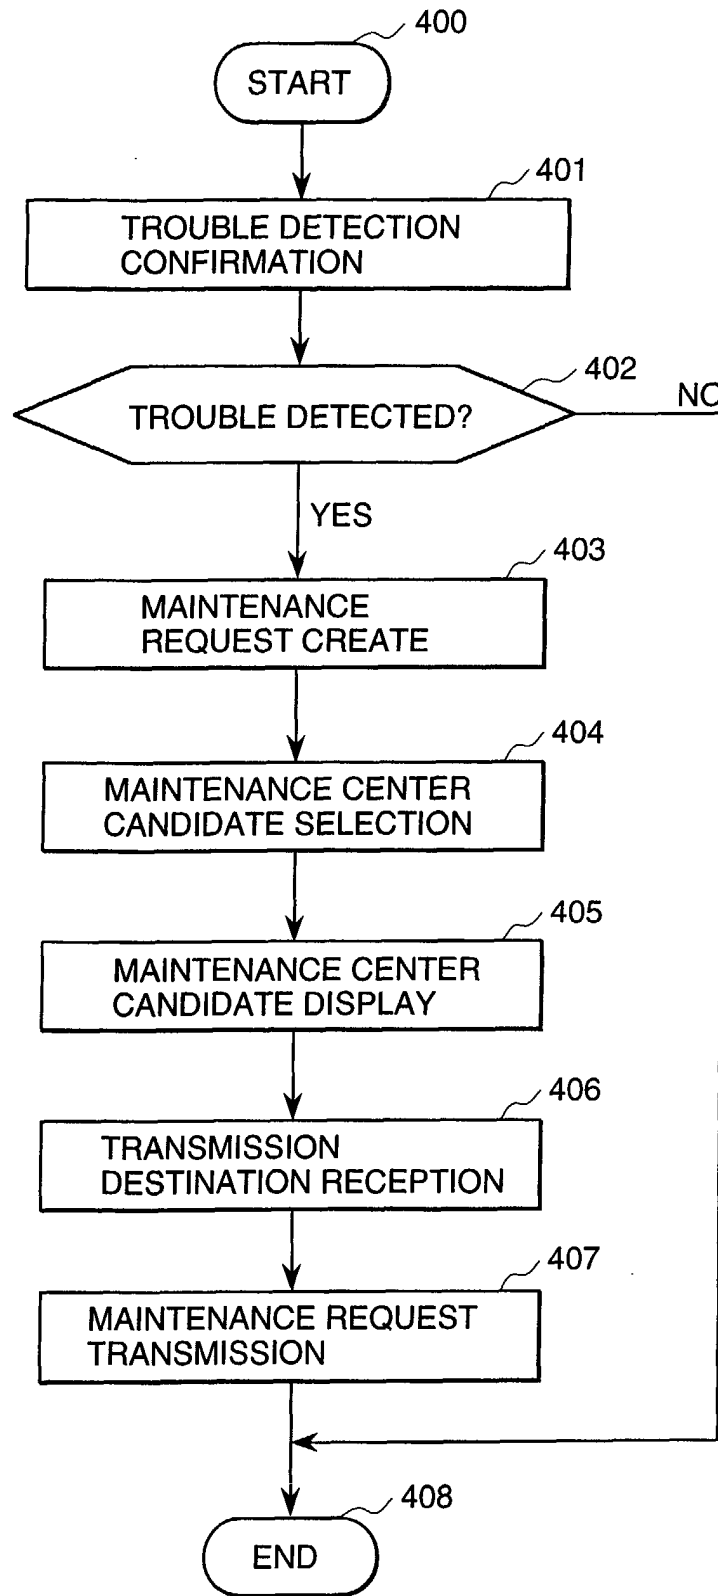 400
START
401
TROUBLE DETECTION
CONFIRMATION
402
TROUBLE DETECTED?
NO
YES
403
MAINTENANCE
REQUEST CREATE
404
MAINTENANCE CENTER
CANDIDATE SELECTION
405
MAINTENANCE CENTER
CANDIDATE DISPLAY
406
TRANSMISSION
DESTINATION RECEPTION
407
MAINTENANCE REQUEST
TRANSMISSION
408
END